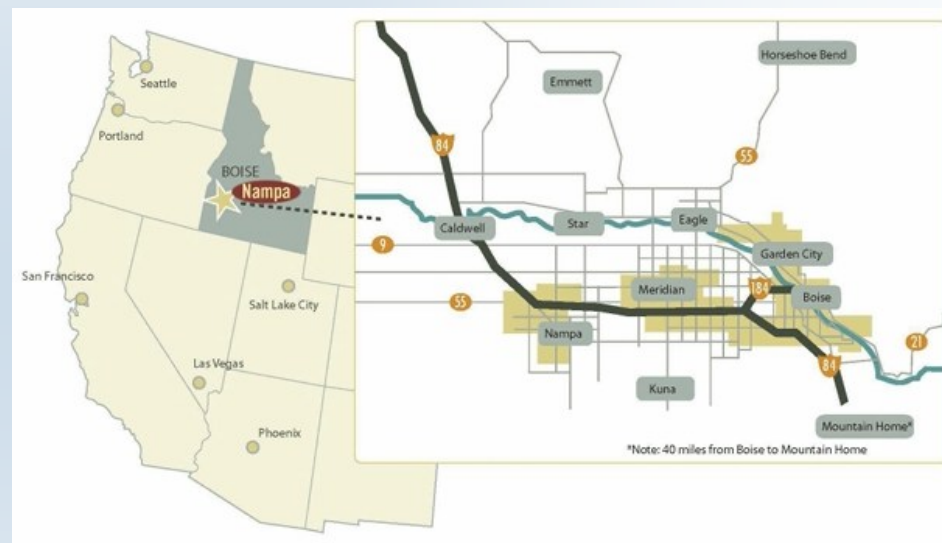 Seattle
Portland
BOISE
Nampa
San Francisco
Salt Lake City
Las Vegas
Phoenix
Horseshoe Bend
Emmett
84
55
Caldwell
Star
Eagle
9
Garden City
55
Meridian
184
Boise
Nampa
21
84
Kuna
Mountain Home*
*Note: 40 miles from Boise to Mountain Home